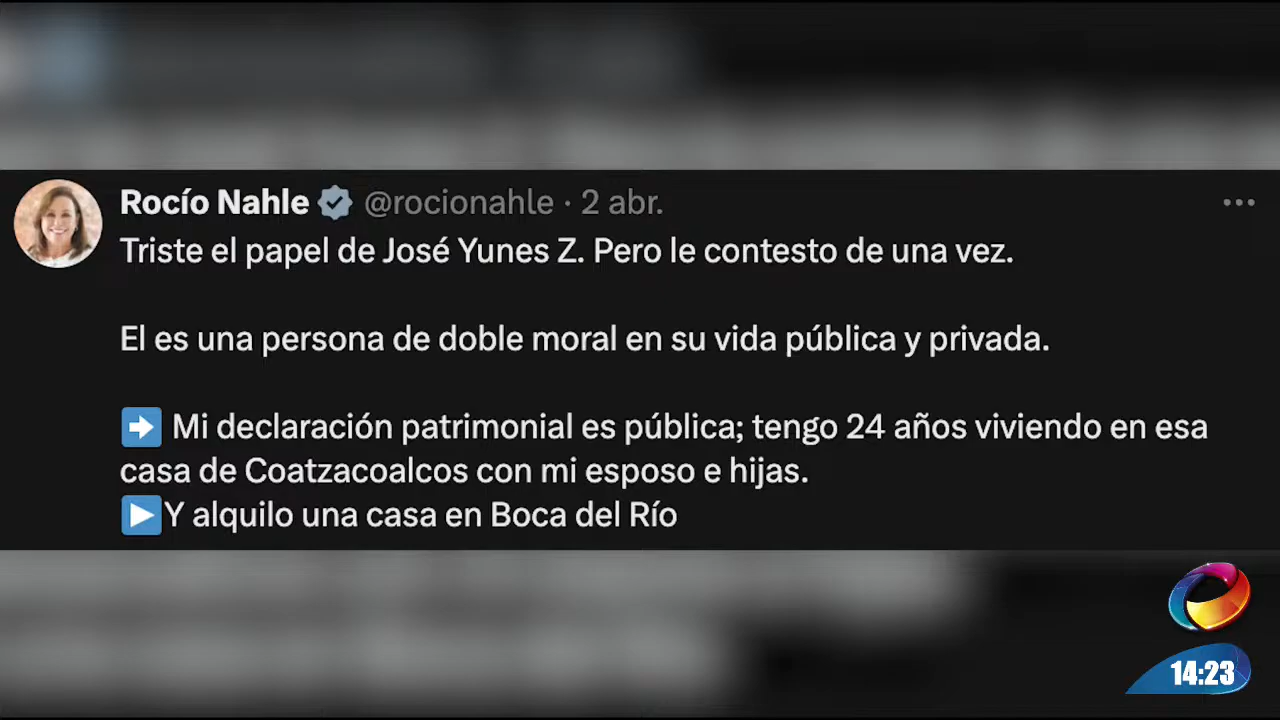 Rocío Nahle @rocionahle · 2 abr.
Triste el papel de José Yunes Z. Pero le contesto de una vez.
El es una persona de doble moral en su vida pública y privada.
➡️ Mi declaración patrimonial es pública; tengo 24 años viviendo en esa
casa de Coatzacoalcos con mi esposo e hijas.
▶️Y alquilo una casa en Boca del Río
14:23